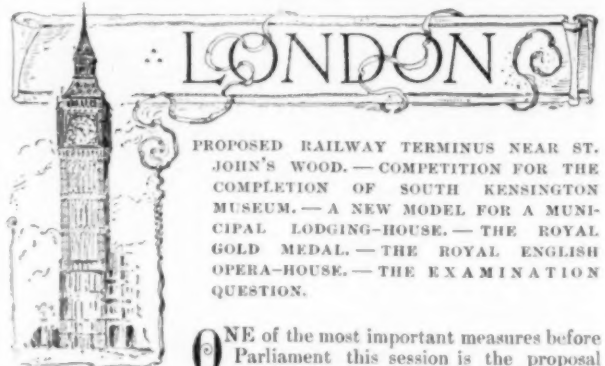 LONDON
PROPOSED RAILWAY TERMINUS NEAR ST.
JOHN'S WOOD. — COMPETITION FOR THE
COMPLETION OF SOUTH KENSINGTON
MUSEUM. — A NEW MODEL FOR A MUNI-
CIPAL LODGING-HOUSE. — THE ROYAL
GOLD MEDAL. — THE ROYAL ENGLISH
OPERA-HOUSE. — THE EXAMINATION
QUESTION.
ONE of the most important measures before
Parliament this session is the proposal